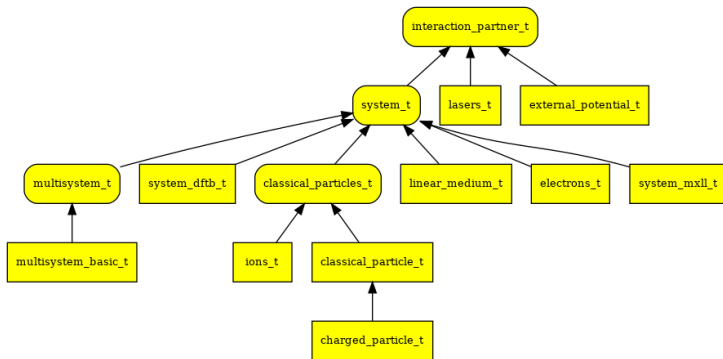 interaction_partner_t
system_t
lasers_t
external_potential_t
multisystem_t
system_dftb_t
classical_particles_t
linear_medium_t
electrons_t
system_mxll_t
multisystem_basic_t
ions_t
classical_particle_t
charged_particle_t